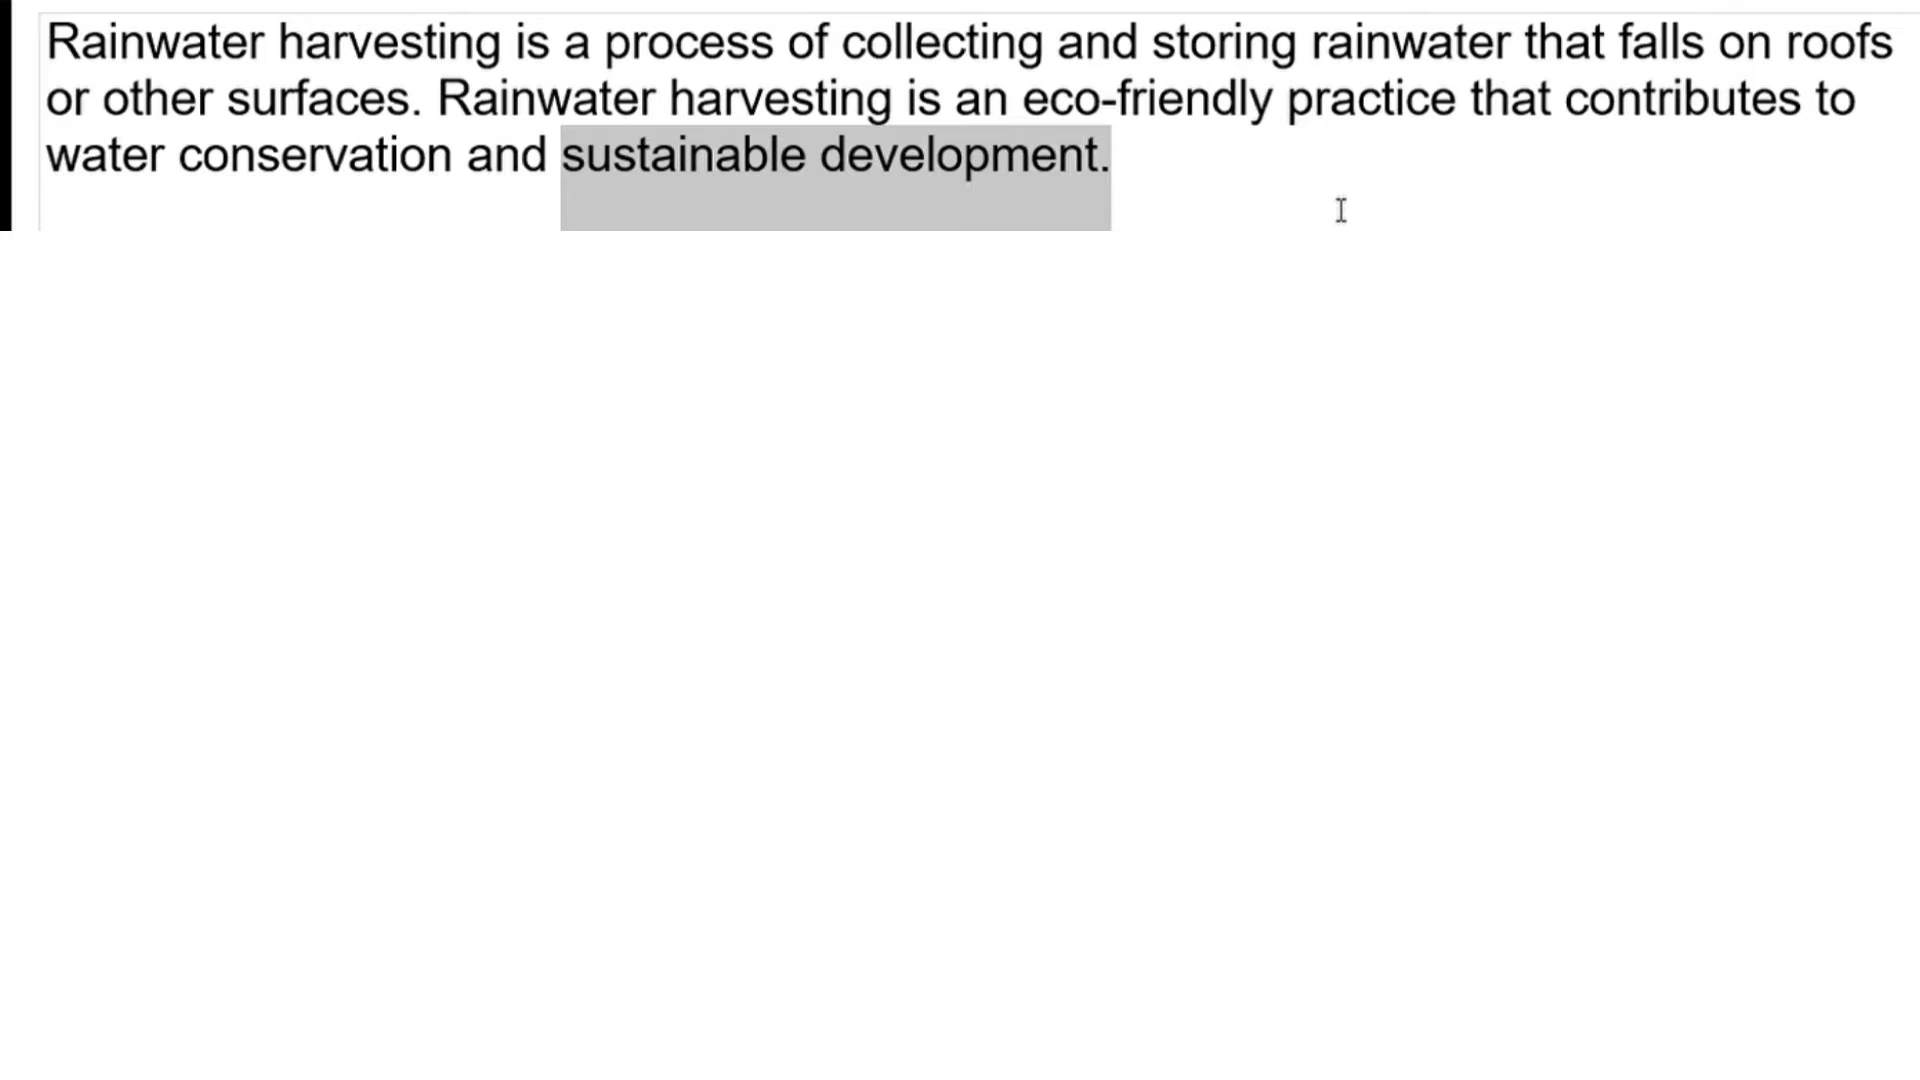 Rainwater harvesting is a process of collecting and storing rainwater that falls on roofs
or other surfaces. Rainwater harvesting is an eco-friendly practice that contributes to
water conservation and sustainable development.